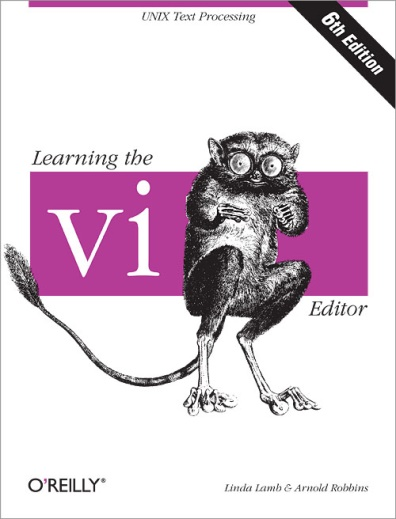 UNIX Text Processing
6th Edition
Learning the
vi
Editor
O'REILLY®
Linda Lamb & Arnold Robbins